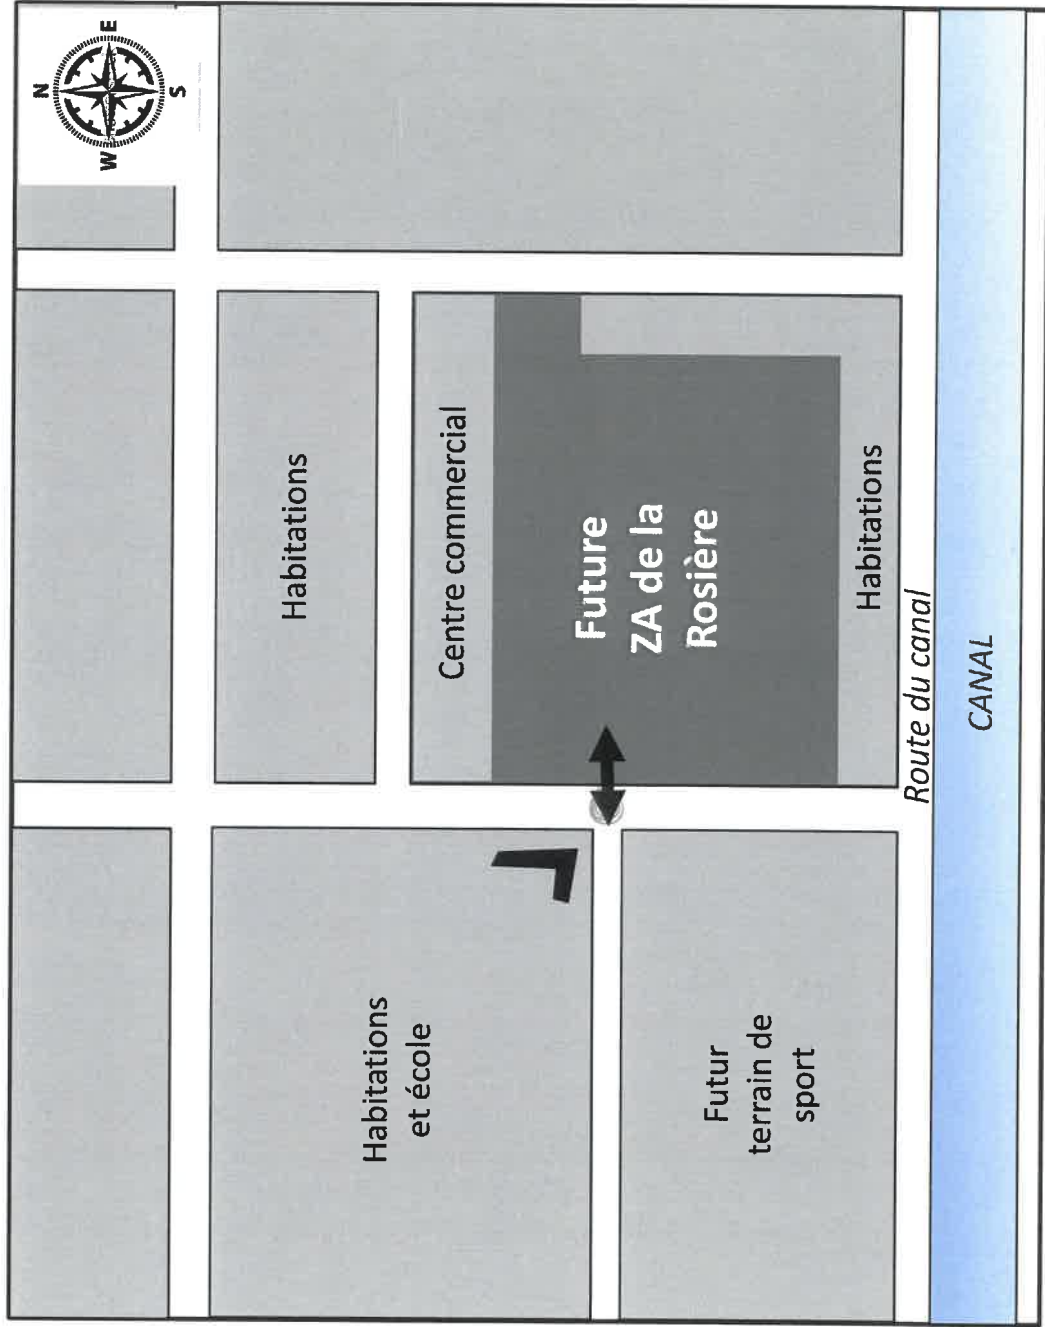 N
W E
S
Habitations
Habitations
et école
Centre commercial
Future
ZA de la
Rosière
Futur
terrain de
sport
Habitations
Route du canal
CANAL